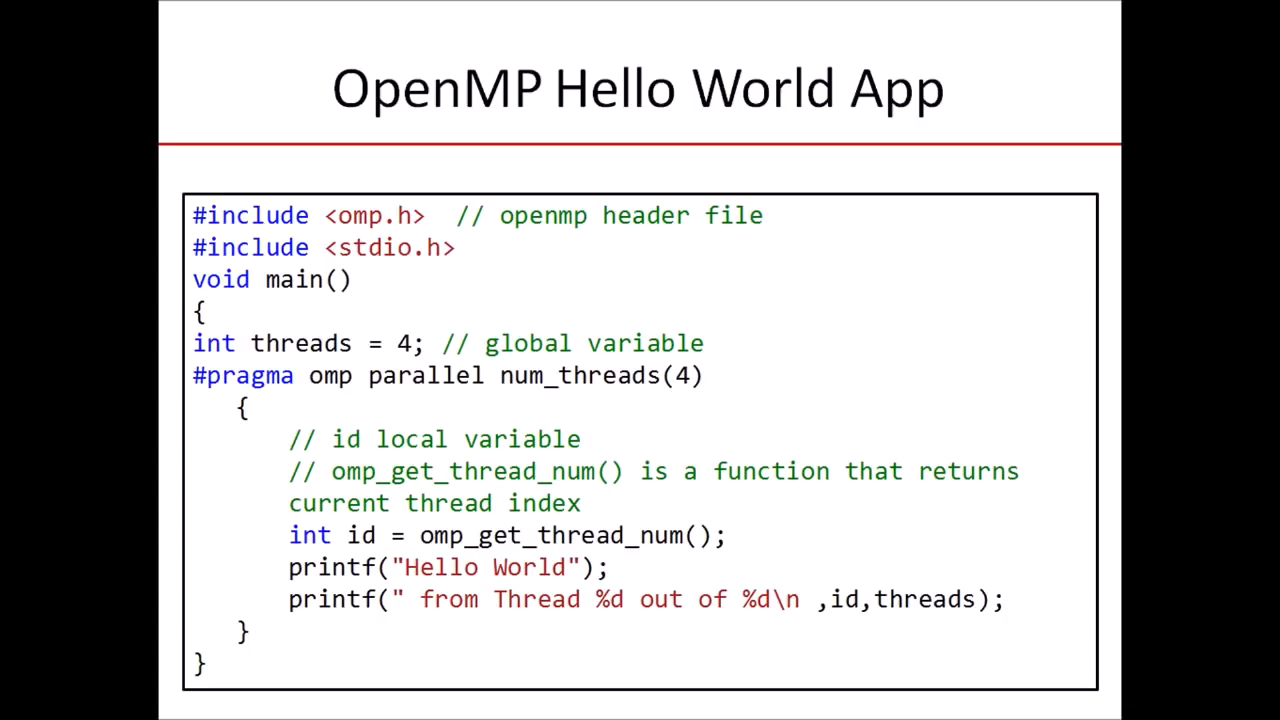 OpenMP Hello World App
#include <omp.h>  // openmp header file
#include <stdio.h>
void main()
{
int threads = 4; // global variable
#pragma omp parallel num_threads(4)
   {
      // id local variable
      // omp_get_thread_num() is a function that returns
      current thread index
      int id = omp_get_thread_num();
      printf("Hello World");
      printf(" from Thread %d out of %d\n ,id,threads);
   }
}